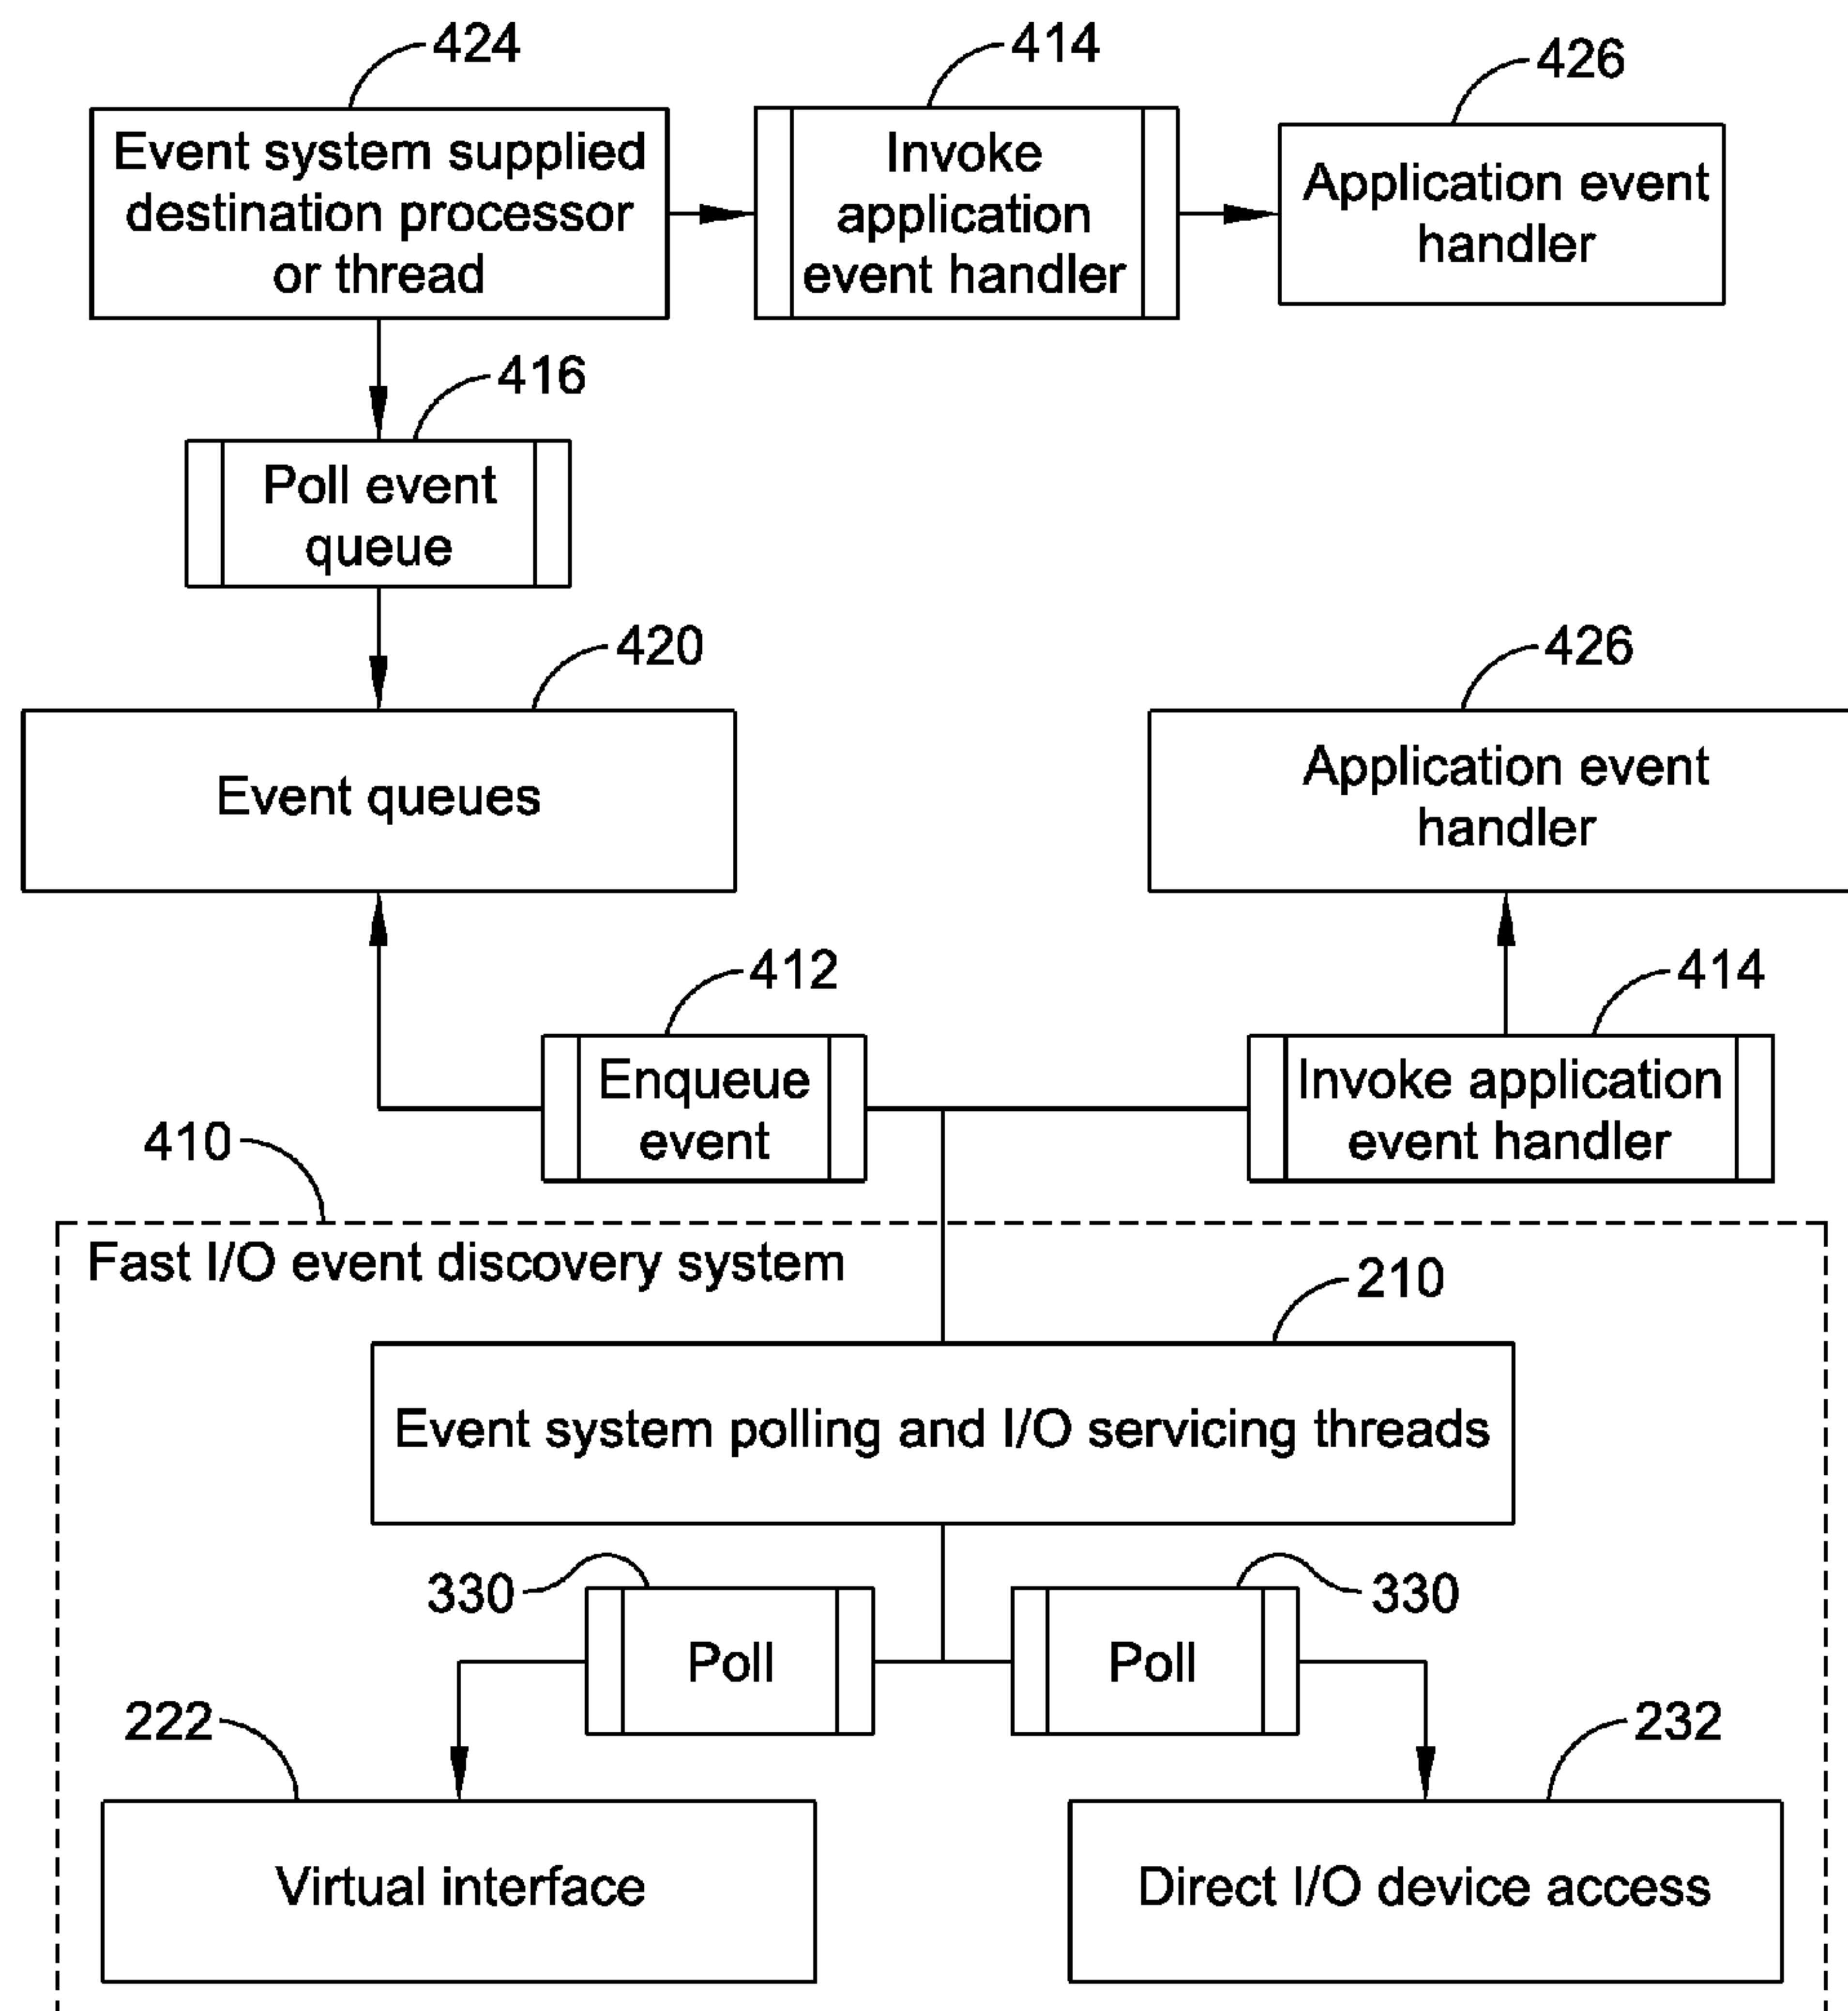 424
414
426
Event system supplied
destination processor
or thread
Invoke
application
event handler
Application event
handler
416
Poll event
queue
420
426
Event queues
Application event
handler
412
414
Enqueue
event
Invoke application
event handler
410
Fast I/O event discovery system
210
Event system polling and I/O servicing threads
330
330
Poll
Poll
222
232
Virtual interface
Direct I/O device access